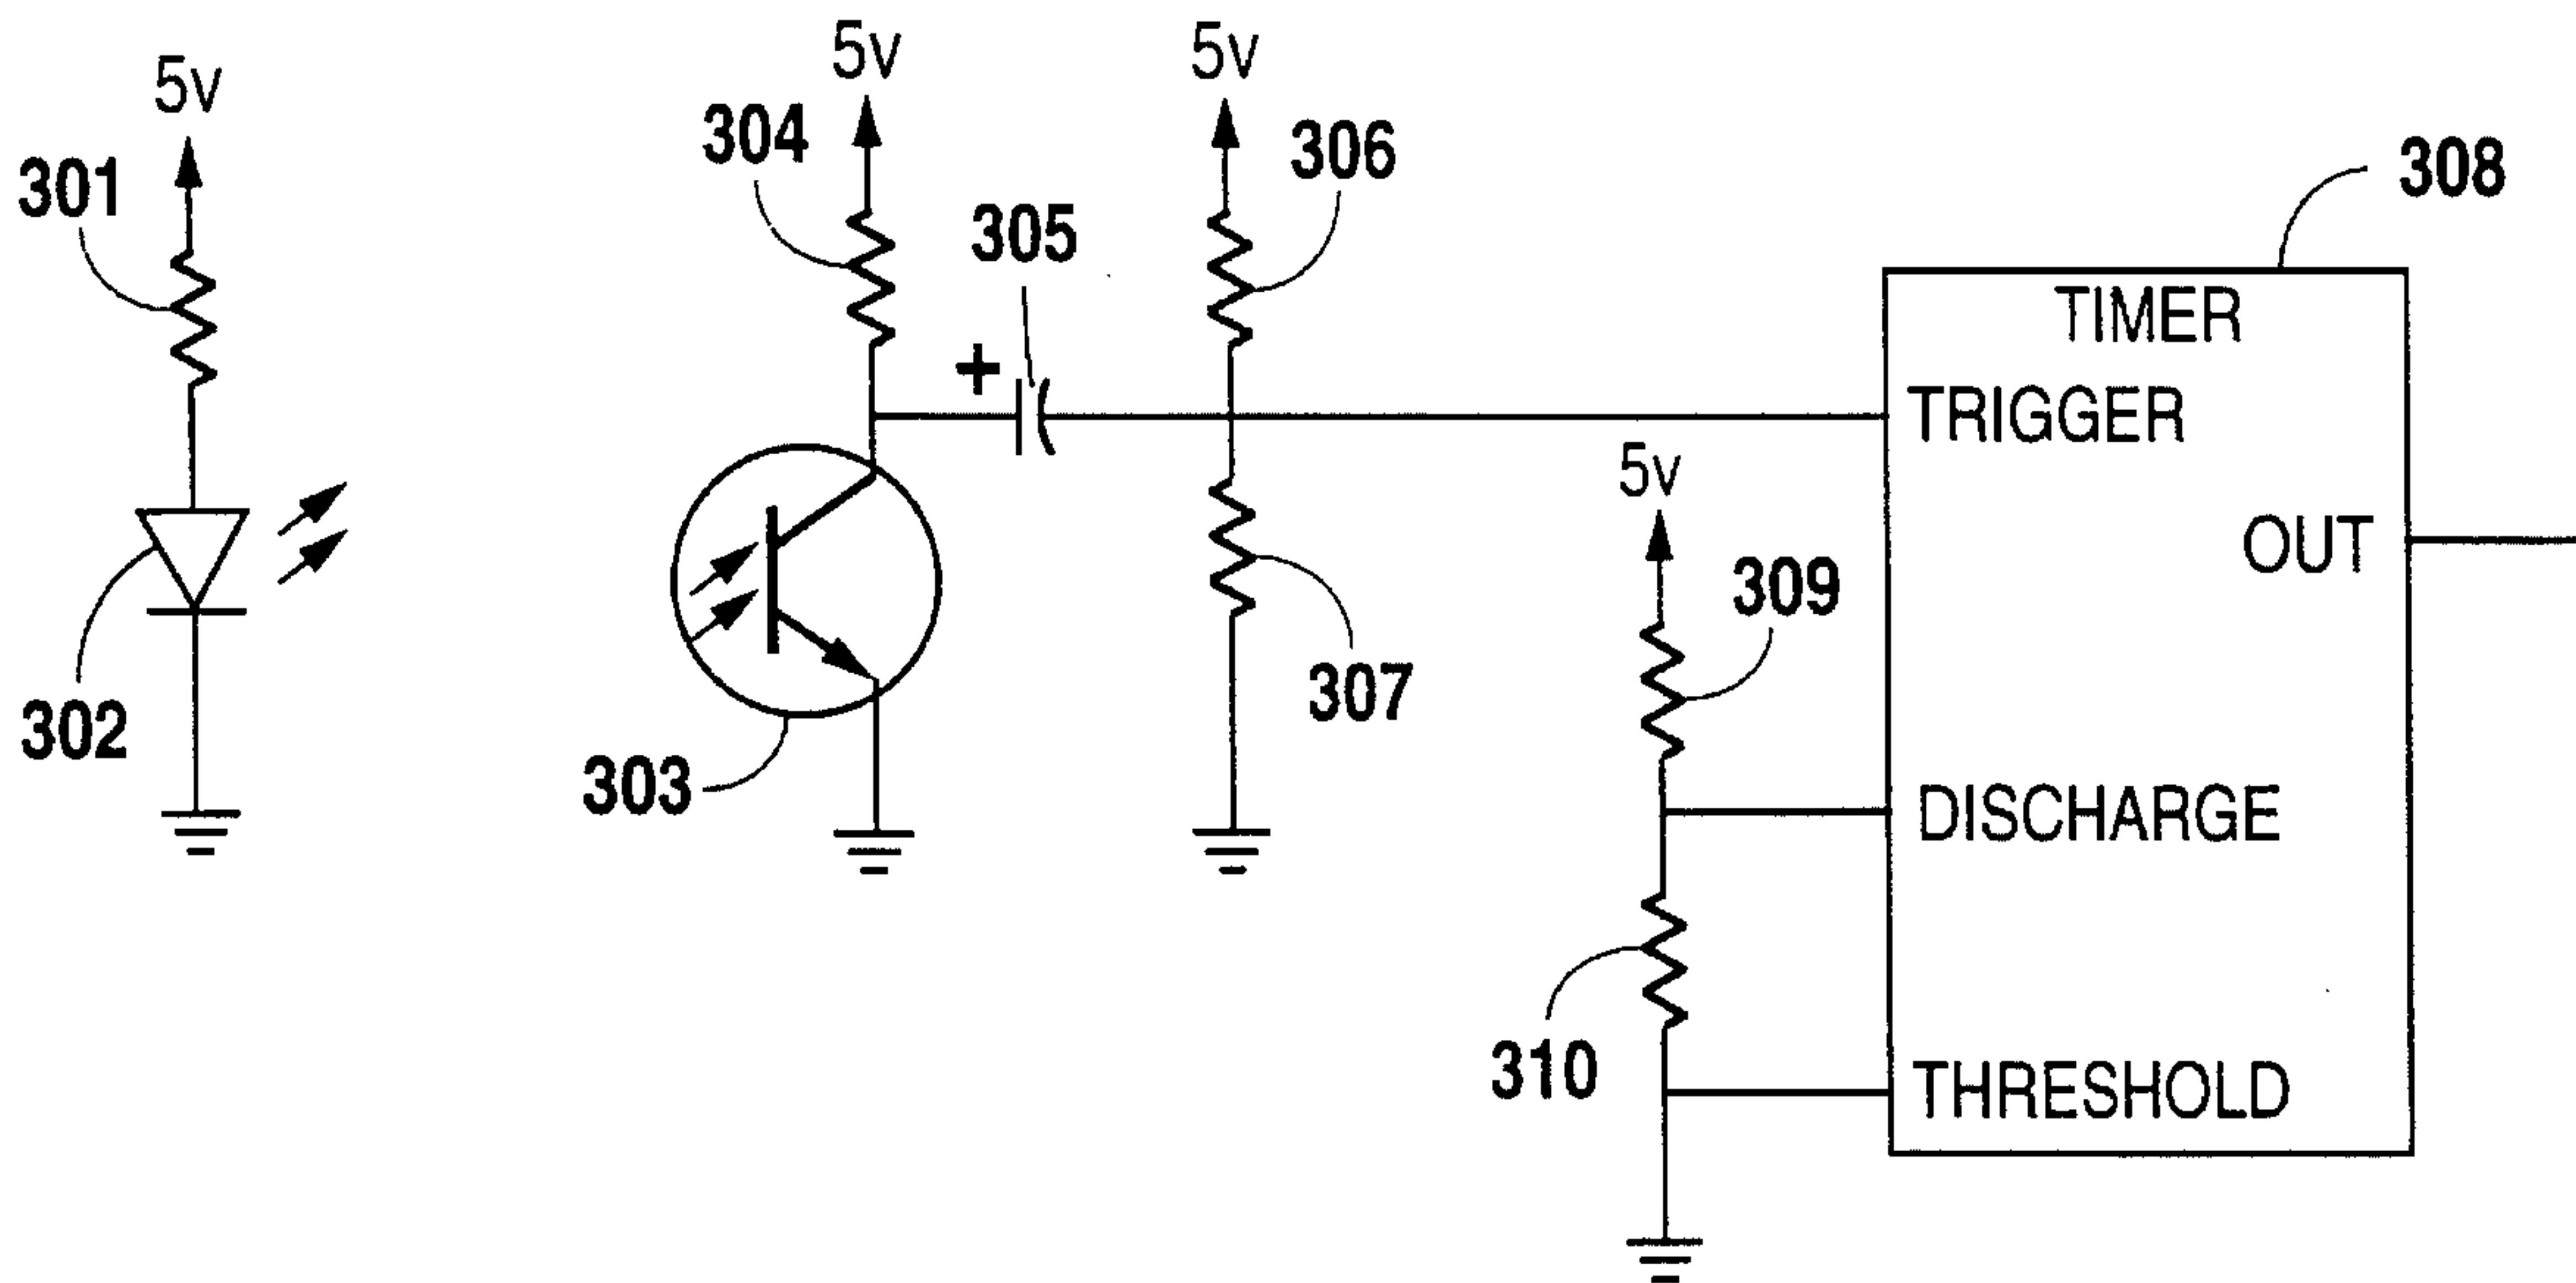 5v
301
302
5v
304
305
+
303
5v
306
307
5v
309
310
308
TIMER
TRIGGER
OUT
DISCHARGE
THRESHOLD